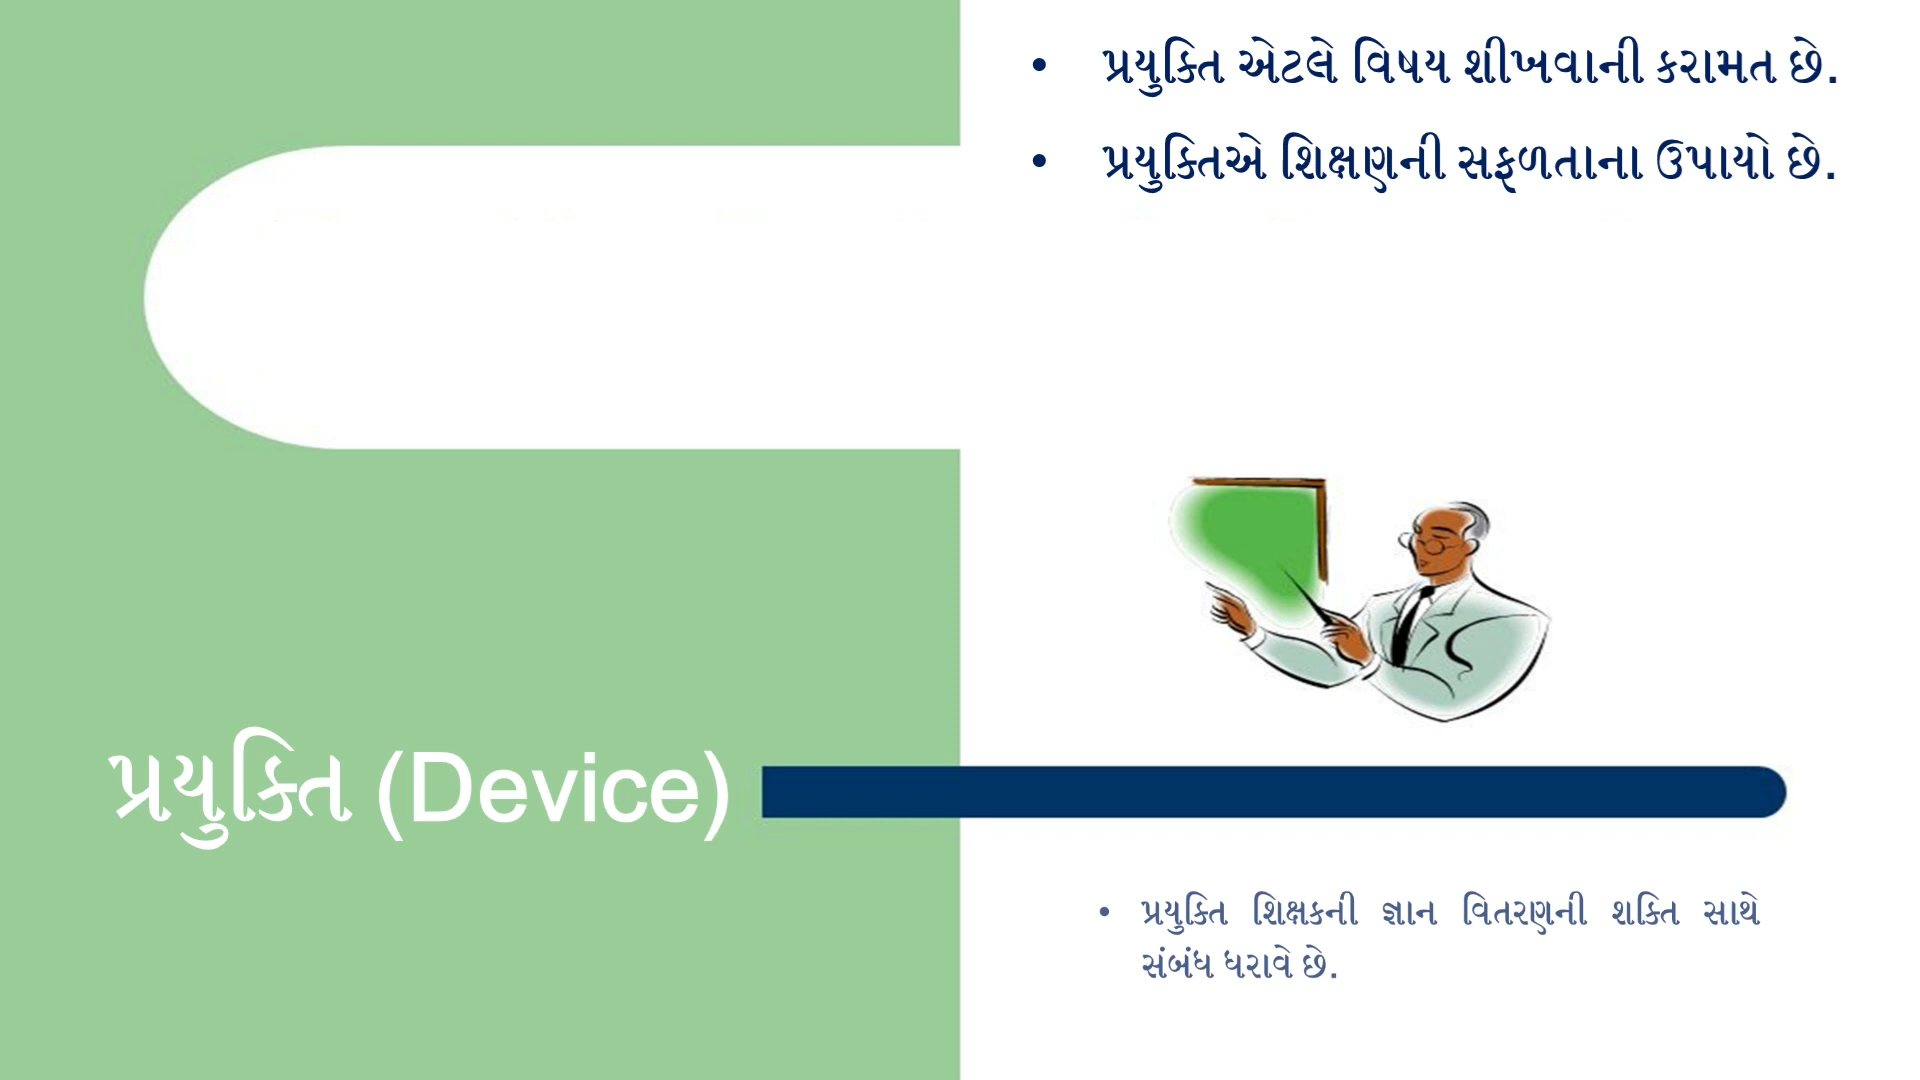 • પ્રયુક્તિ એટલે વિષય શીખવાની કરામત છે.
• પ્રયુક્તિએ શિક્ષણની સફળતાના ઉપાયો છે.
પ્રયુક્તિ (Device)
• પ્રયુક્તિ શિક્ષકની જ્ઞાન વિતરણની શક્તિ સાથે
સંબંધ ધરાવે છે.